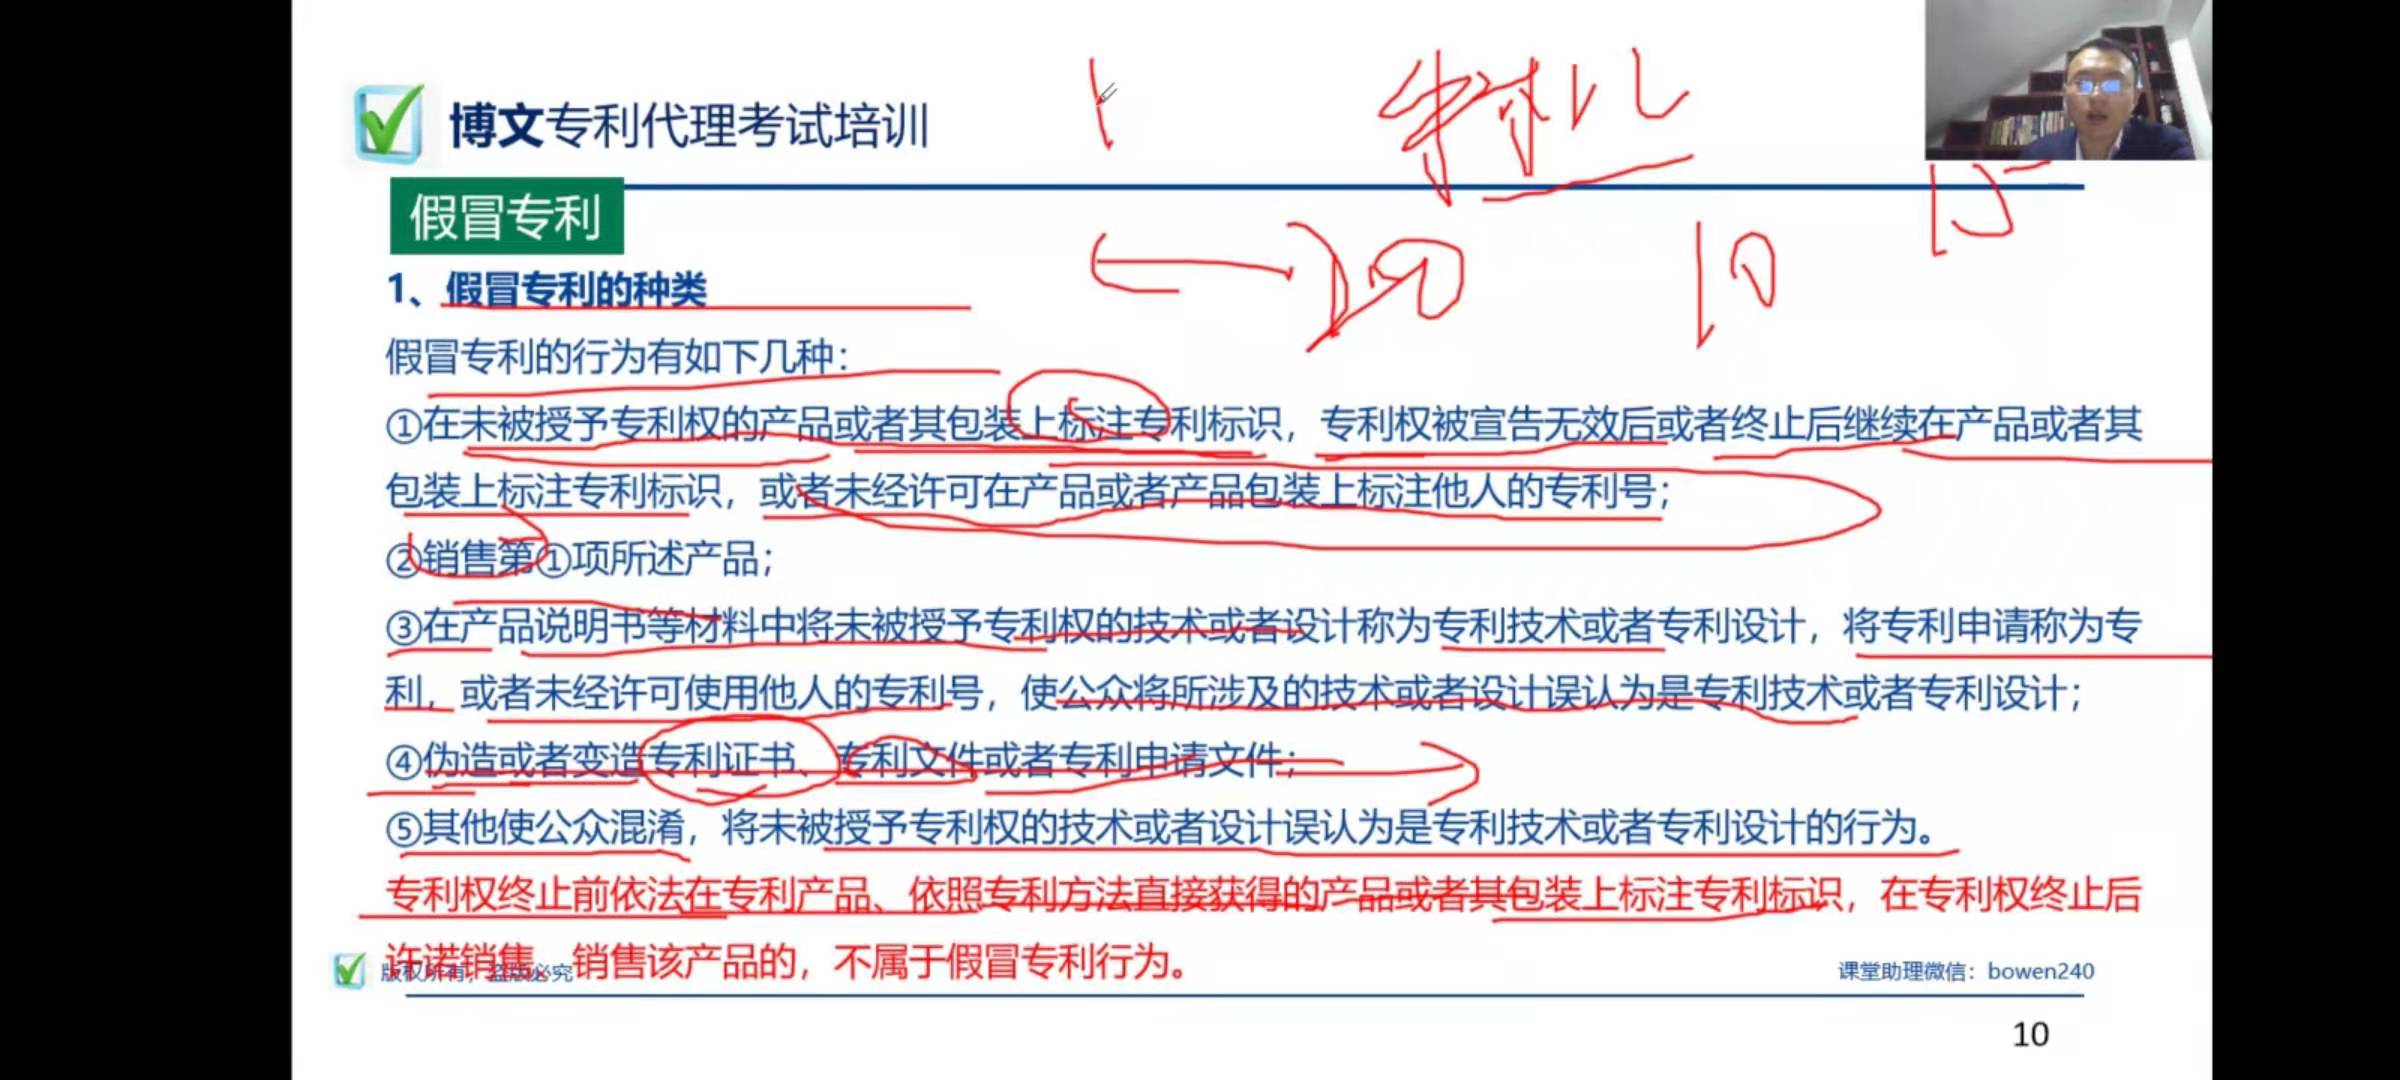 博文专利代理考试培训
专利
20
10
15
假冒专利
1、假冒专利的种类
假冒专利的行为有如下几种：
①在未被授予专利权的产品或者其包装上标注专利标识，专利权被宣告无效后或者终止后继续在产品或者其
包装上标注专利标识，或者未经许可在产品或者产品包装上标注他人的专利号；
②销售第①项所述产品；
③在产品说明书等材料中将未被授予专利权的技术或者设计称为专利技术或者专利设计，将专利申请称为专
利，或者未经许可使用他人的专利号，使公众将所涉及的技术或者设计误认为是专利技术或者专利设计；
④伪造或者变造专利证书、专利文件或者专利申请文件；
⑤其他使公众混淆，将未被授予专利权的技术或者设计误认为是专利技术或者专利设计的行为。
专利权终止前依法在专利产品、依照专利方法直接获得的产品或者其包装上标注专利标识，在专利权终止后
许诺销售、销售该产品的，不属于假冒专利行为。
版权所有，盗版必究
课堂助理微信：bowen240
10